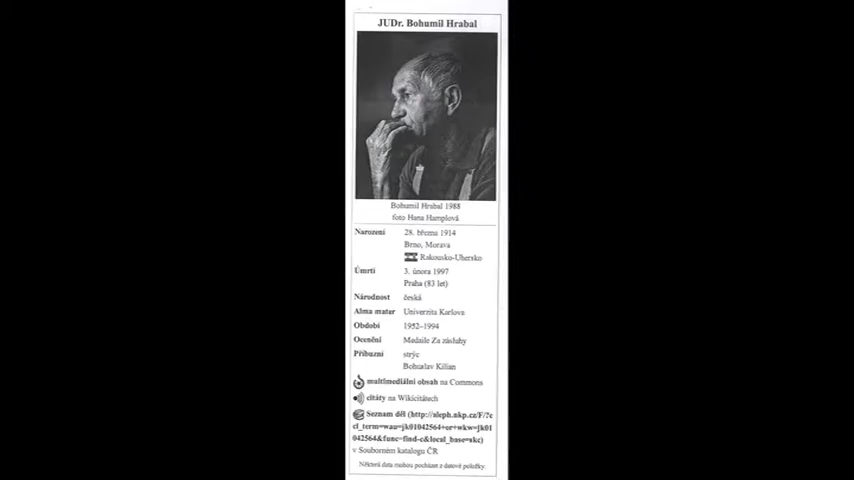 JUDr. Bohumil Hrabal
Bohumil Hrabal 1988
foto Hana Hamplová
Narození 28. března 1914
Brno, Morava
Rakousko-Uhersko
Úmrtí 3. února 1997
Praha (83 let)
Národnost česká
Alma mater Univerzita Karlova
Období 1952–1994
Ocenění Medaile Za zásluhy
Příbuzní strýc
Bohuslav Kilian
multimediální obsah na Commons
citáty na Wikicitátech
Seznam děl (http://aleph.nkp.cz/F/?c
cl_term=wau=jk01042564+or+wkw=jk01
042564&func=find-c&local_base=skc)
v Souborném katalogu ČR
Některá data mohou pocházet z datové položky.